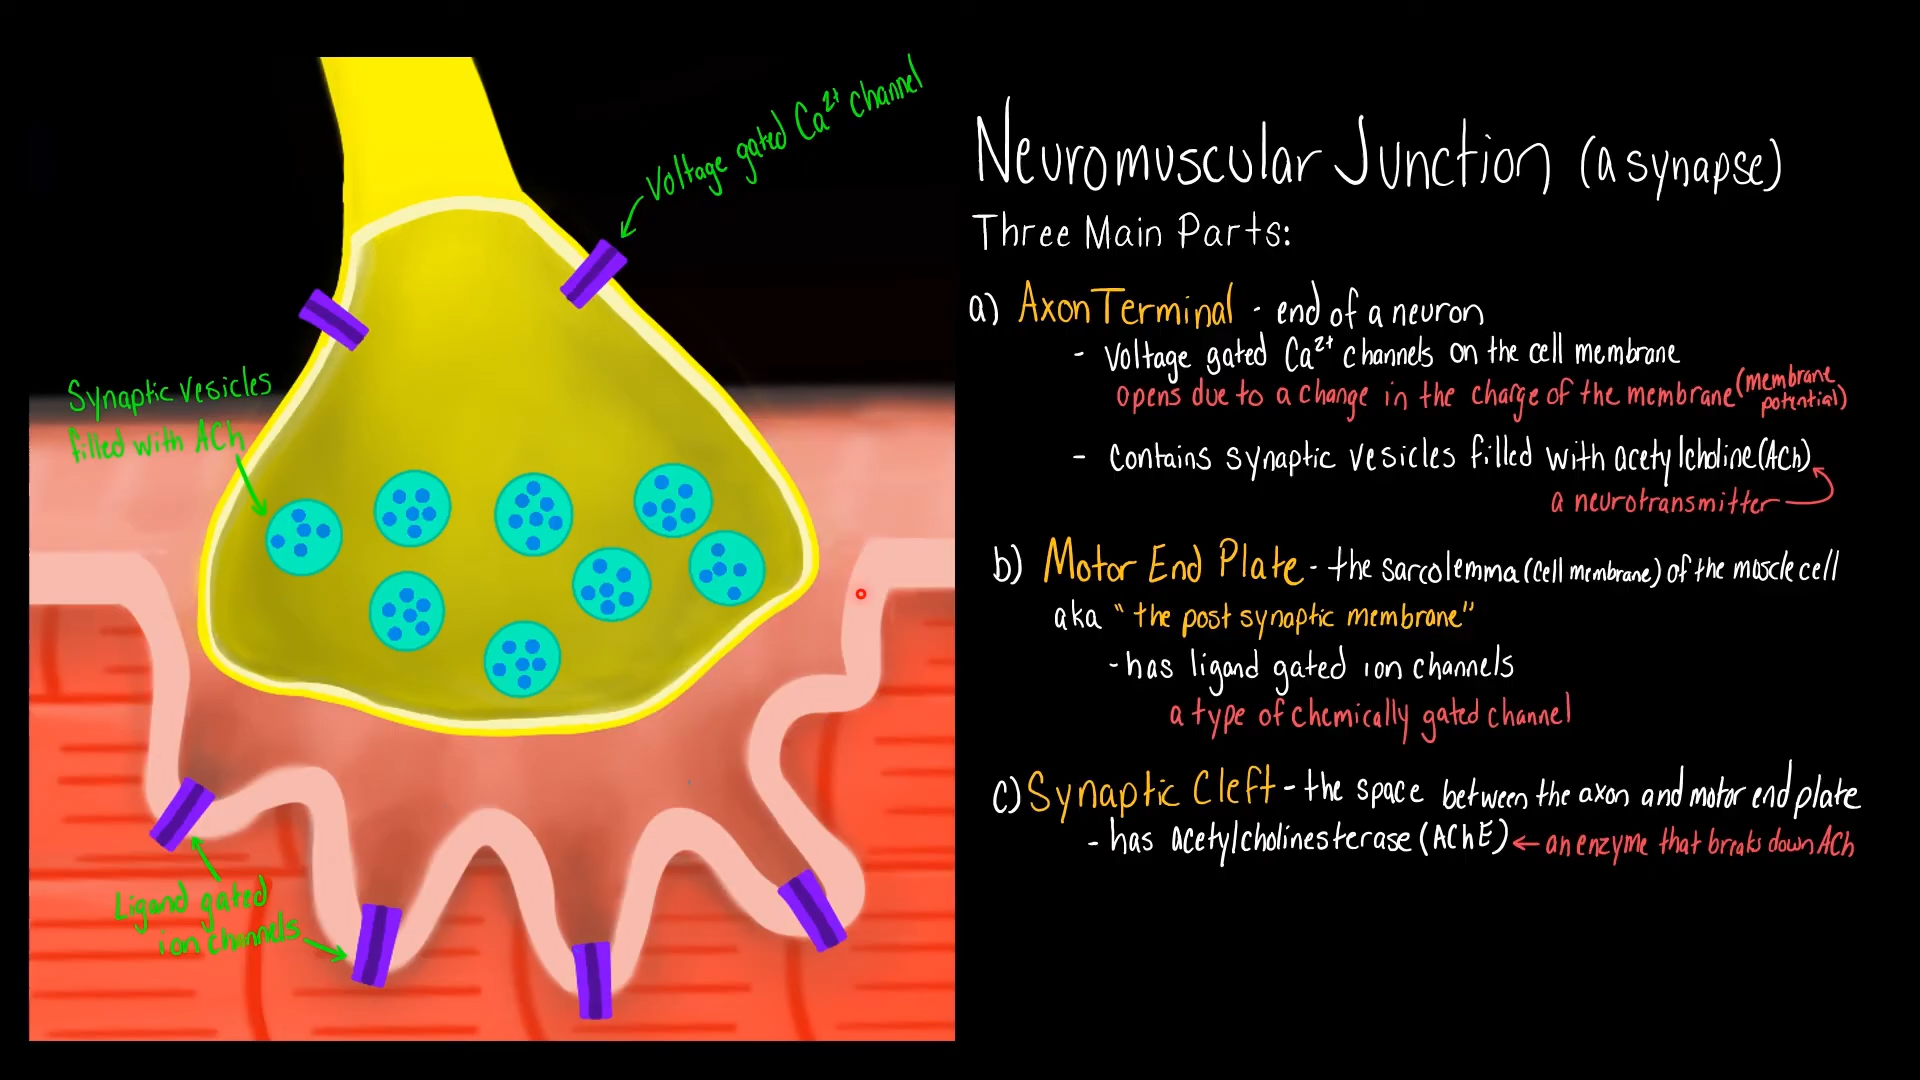 Voltage gated Ca²⁺ channel
Synaptic vesicles
filled with ACh
Ligand gated
ion channels
Neuromuscular Junction (a synapse)
Three Main Parts:
a) Axon Terminal - end of a neuron
- Voltage gated Ca²⁺ channels on the cell membrane
opens due to a change in the charge of the membrane (membrane
potential)
- Contains synaptic vesicles filled with acetylcholine (ACh)
a neurotransmitter
b) Motor End Plate - the sarcolemma (cell membrane) of the muscle cell
aka "the post synaptic membrane"
- has ligand gated ion channels
a type of chemically gated channel
c) Synaptic Cleft - the space between the axon and motor end plate
- has acetylcholinesterase (AChE) ← an enzyme that breaks down ACh